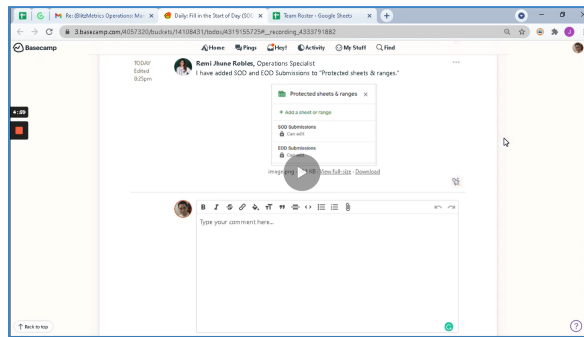 Re: @itzMetrics Operations: Mar
Daily: Fill in the Start of Day (SOD
Team Roster - Google Sheets
3.basecamp.com/4057320/buckets/14108431/todos/4319155725#__recording_4333791882
Basecamp
Home Pings Hey! Activity My Stuff Find
TODAY
Edited
9:25pm
Remi Jhune Robles, Operations Specialist
I have added SOD and EOD Submissions to "Protected sheets & ranges."
Protected sheets & ranges
+ Add a sheet or range
SOD Submissions
Can edit
EOD Submissions
Can edit
image.png KB · View full-size · Download
4:59
Type your comment here...
Back to top